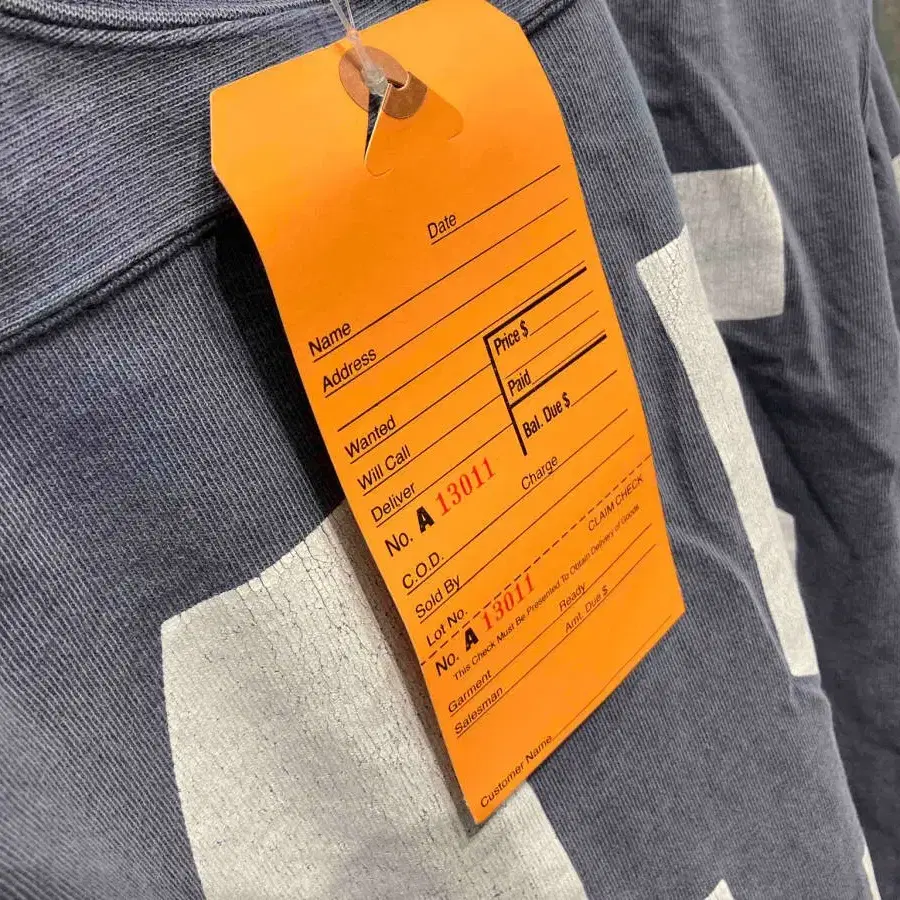 Date
Name
Address
Price $
Wanted
Paid
Will Call
Bal. Due $
Deliver
No. A 13011
Charge
C.O.D.
Sold By
Lot No.
CLAIM CHECK
No. A 13011
This Check Must Be Presented To Obtain Delivery of Goods.
Garment
Ready
Salesman
Amt. Due $
Customer Name